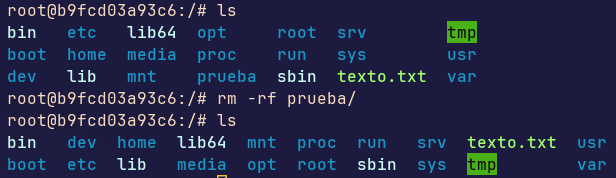 root@b9fcd03a93c6:/# ls
bin etc lib64 opt root srv tmp
boot home media proc run sys usr
dev lib mnt prueba sbin texto.txt var
root@b9fcd03a93c6:/# rm -rf prueba/
root@b9fcd03a93c6:/# ls
bin dev home lib64 mnt proc run srv texto.txt usr
boot etc lib media opt root sbin sys tmp var